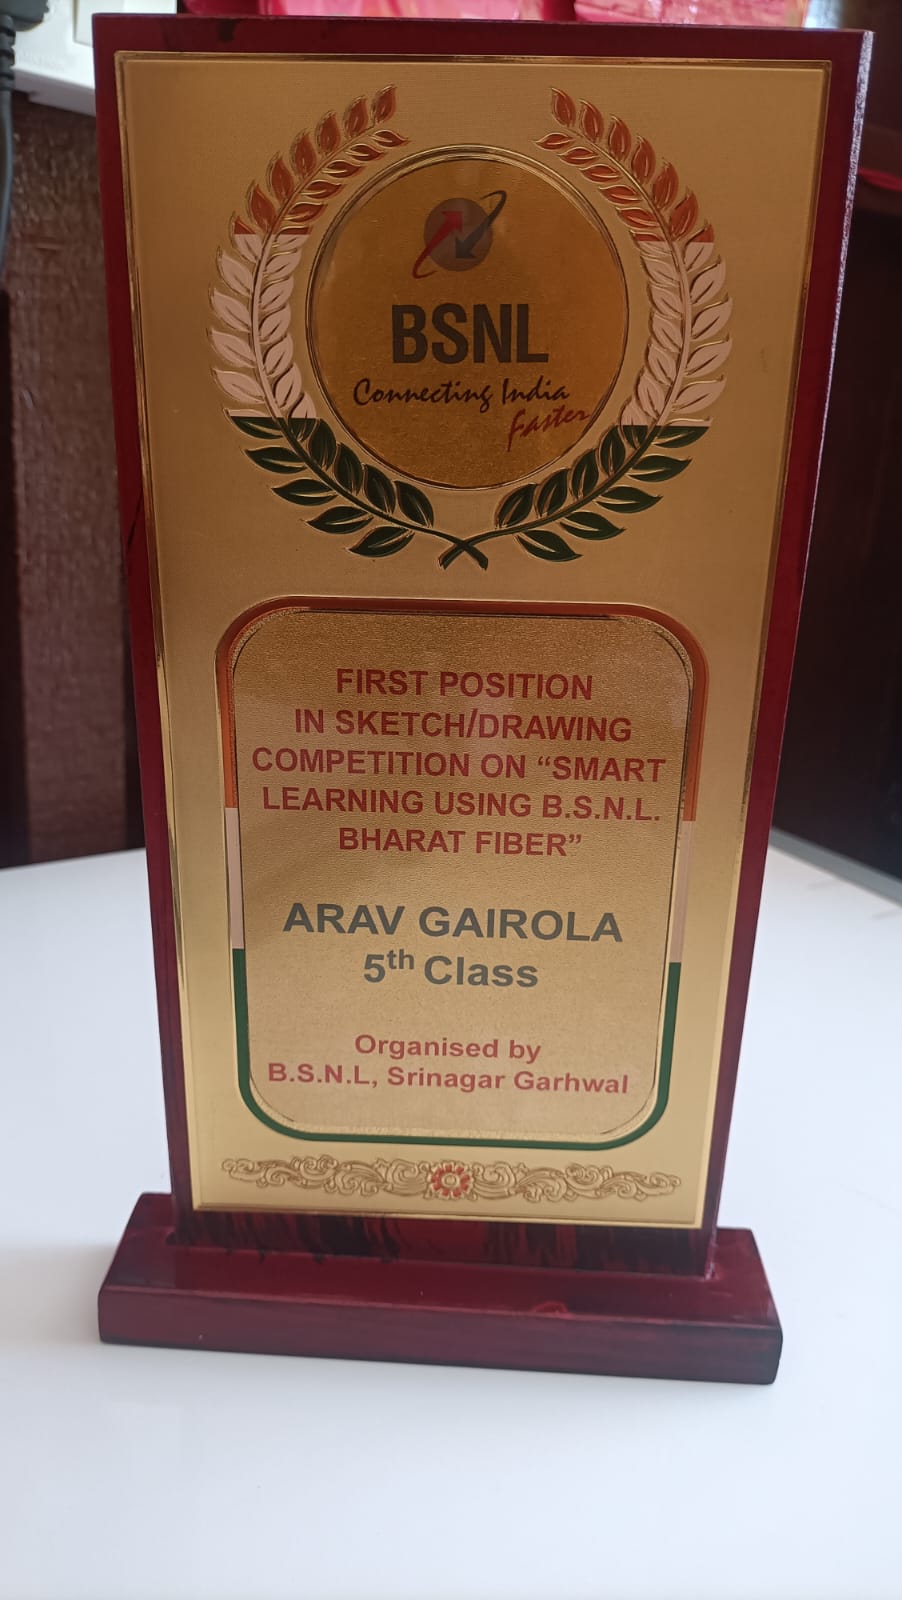 BSNL
Connecting India
Faster
FIRST POSITION
IN SKETCH/DRAWING
COMPETITION ON “SMART
LEARNING USING B.S.N.L.
BHARAT FIBER”
ARAV GAIROLA
5th Class
Organised by
B.S.N.L, Srinagar Garhwal